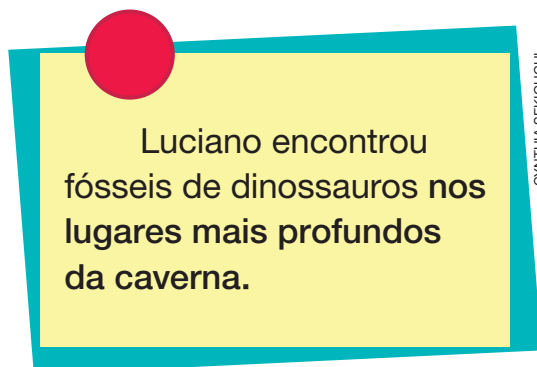 Luciano encontrou
fósseis de dinossauros nos
lugares mais profundos
da caverna.